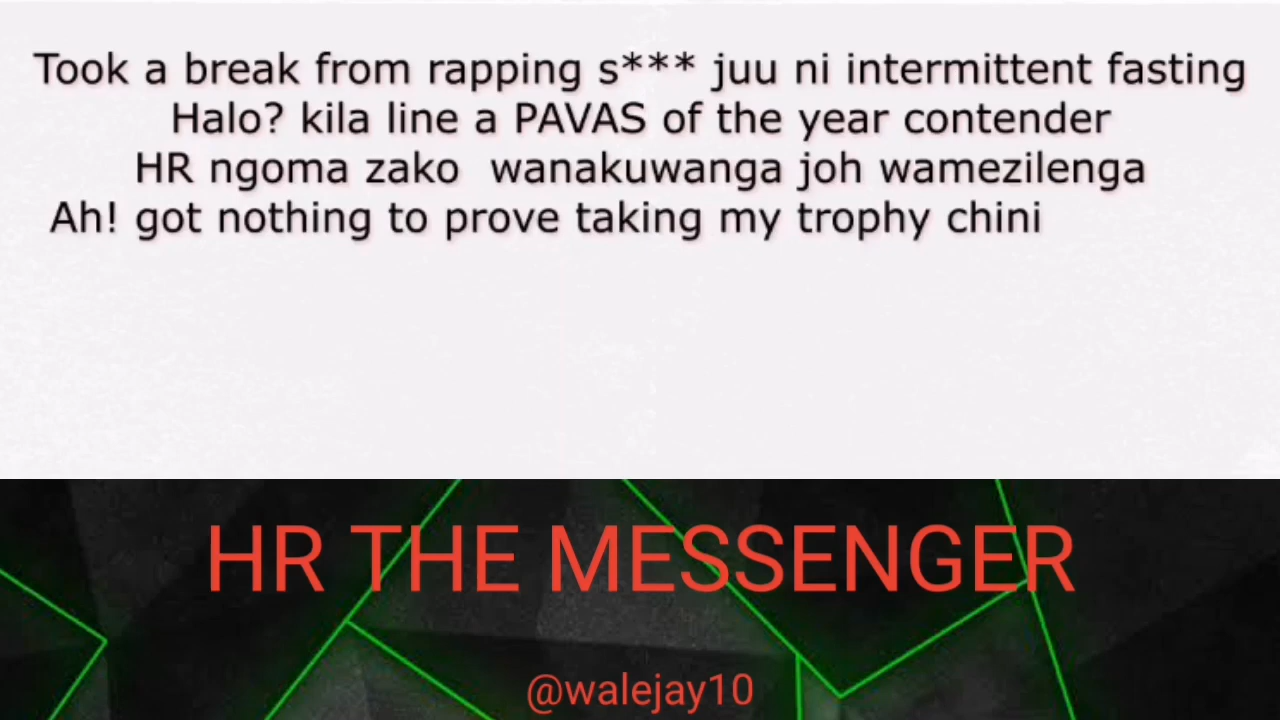 Took a break from rapping s*** juu ni intermittent fasting
Halo? kila line a PAVAS of the year contender
HR ngoma zako wanakuwanga joh wamezilenga
Ah! got nothing to prove taking my trophy chini
HR THE MESSENGER
@walejay10